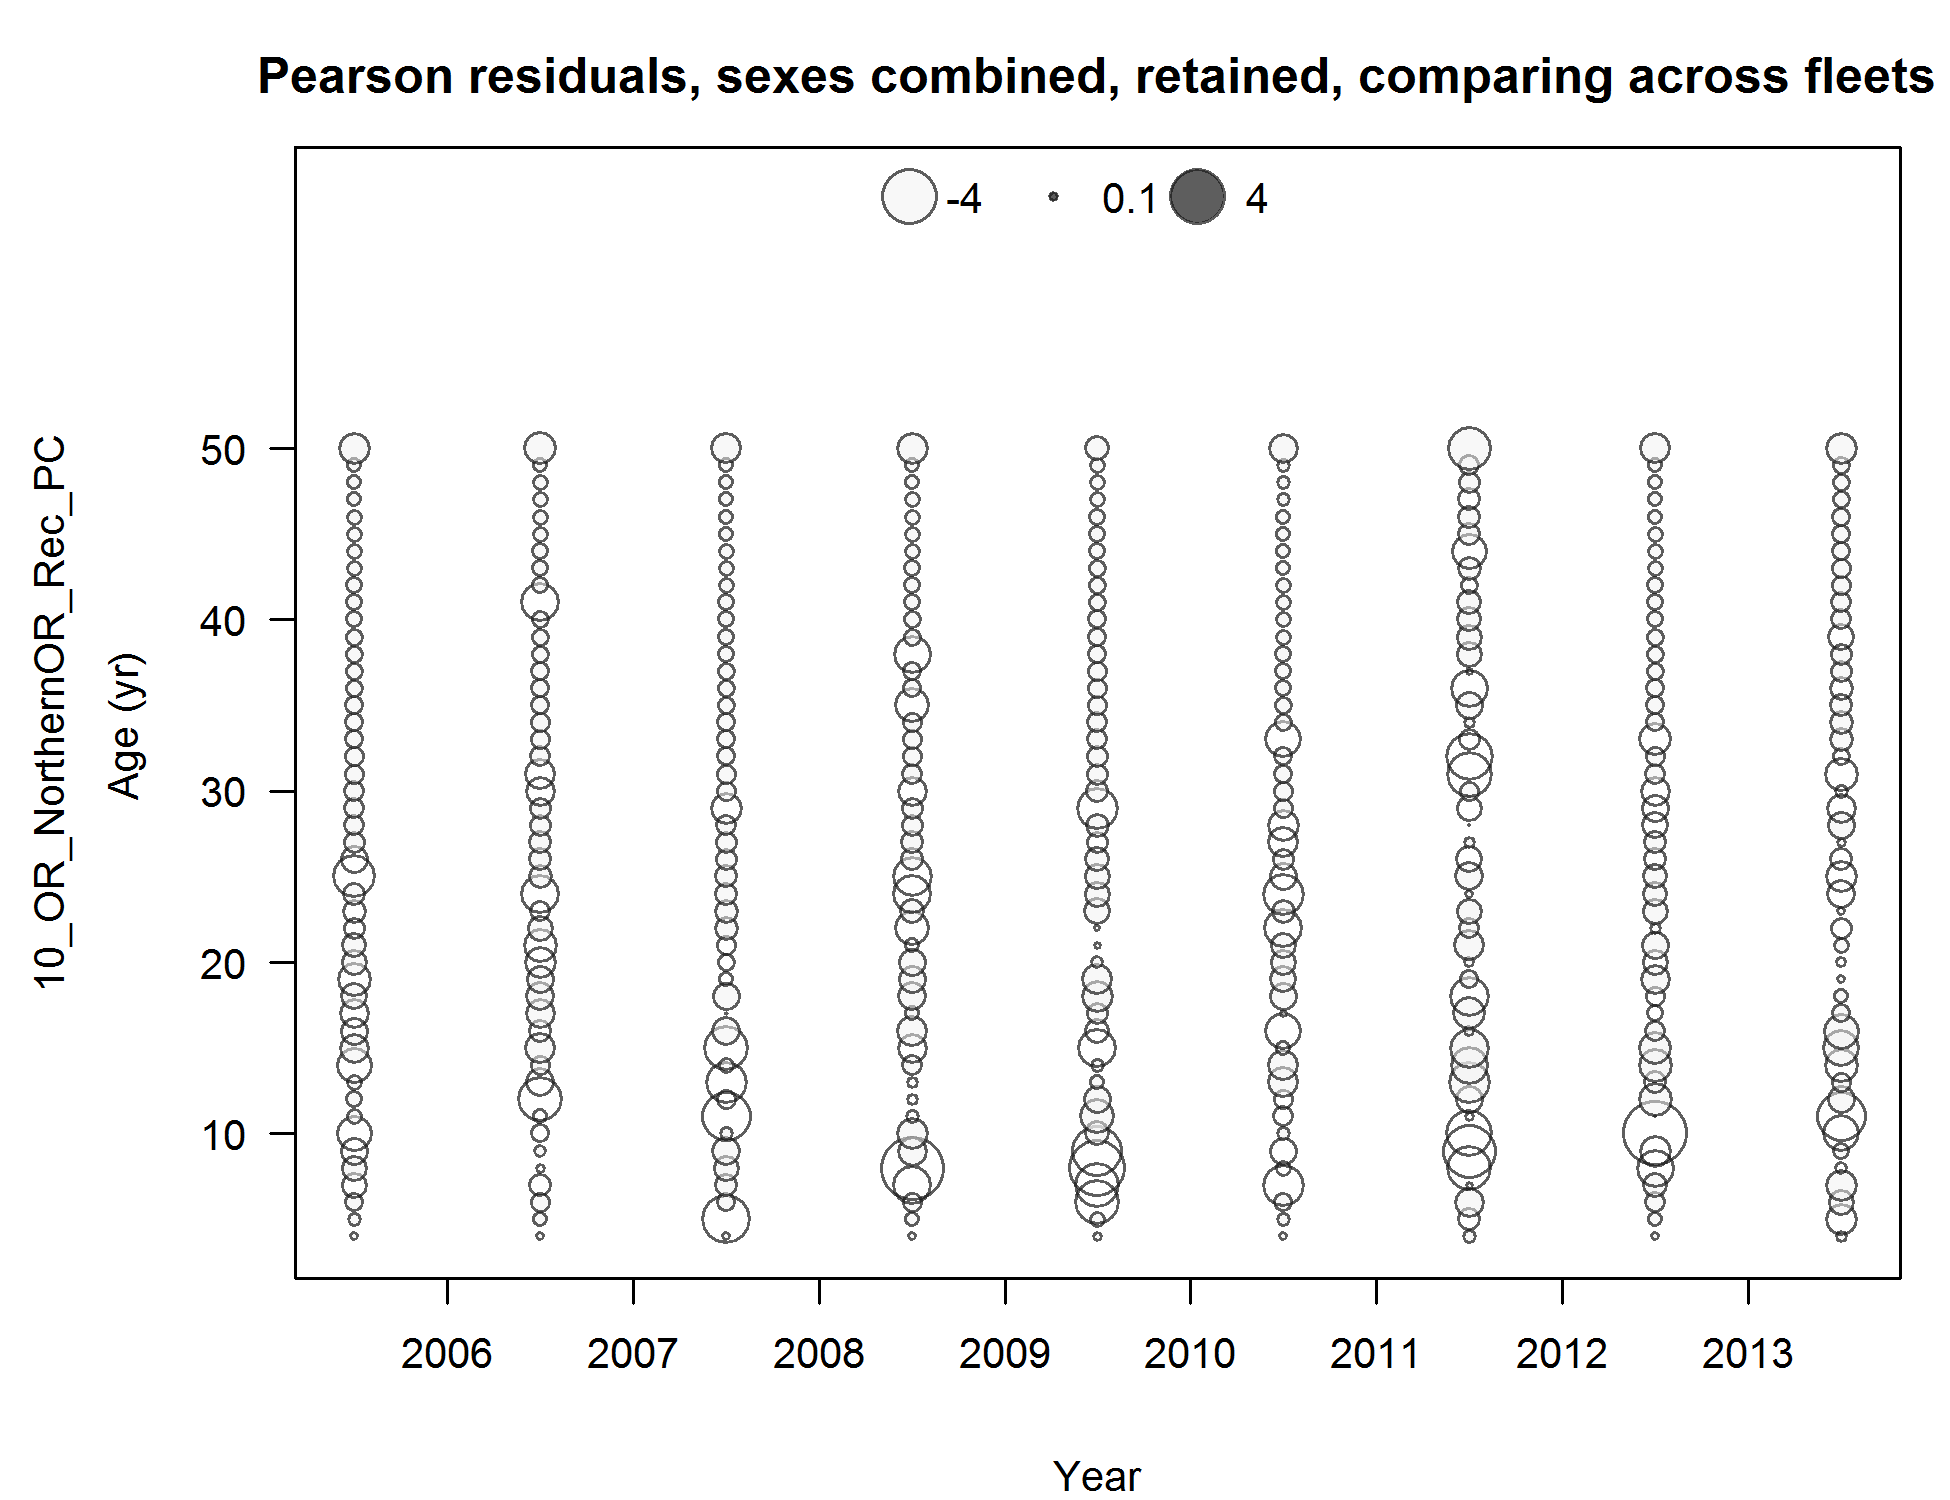 Pearson residuals, sexes combined, retained, comparing across fleets
-4 0.1 4
10_OR_NorthernOR_Rec_PC
Age (yr)
50
40
30
20
10
2006 2007 2008 2009 2010 2011 2012 2013
Year